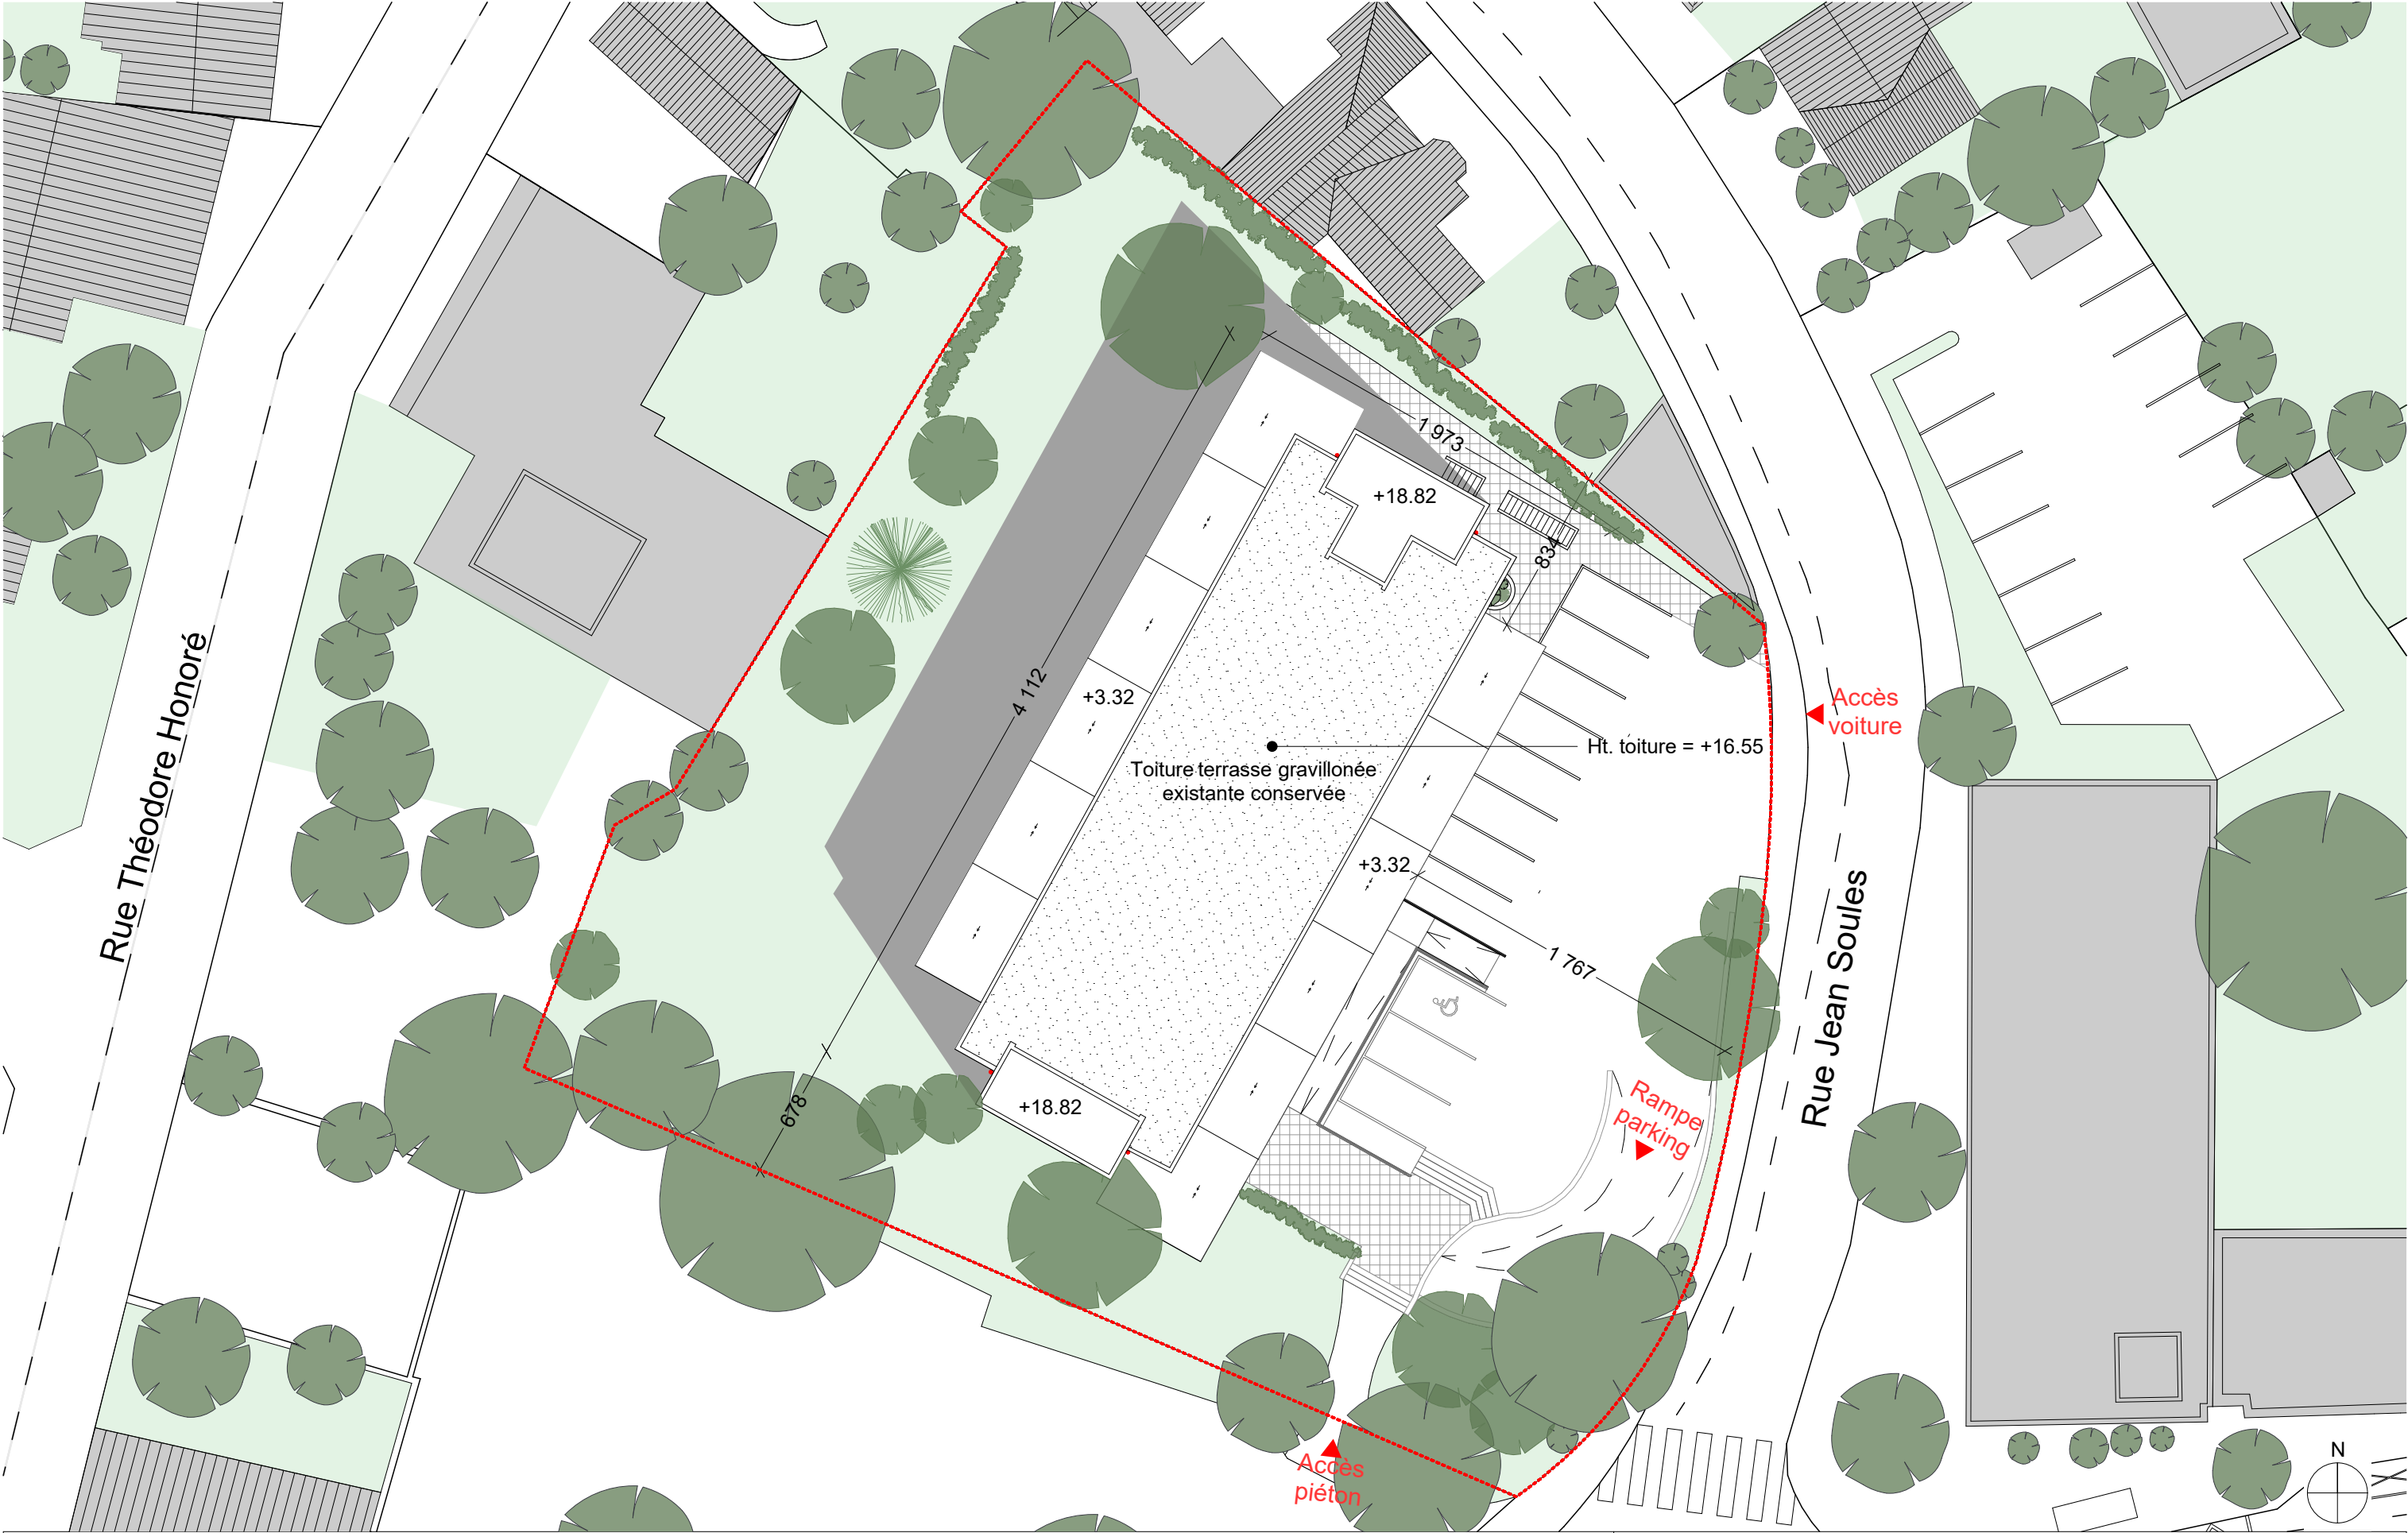 1 973
+18.82
834
Rue Théodore Honoré
4 112
+3.32
Accès
voiture
Ht. toiture = +16.55
Toiture terrasse gravillonée
existante conservée
+3.32
1 767
Rue Jean Soules
678
+18.82
Rampe
parking
Accès
piéton
N